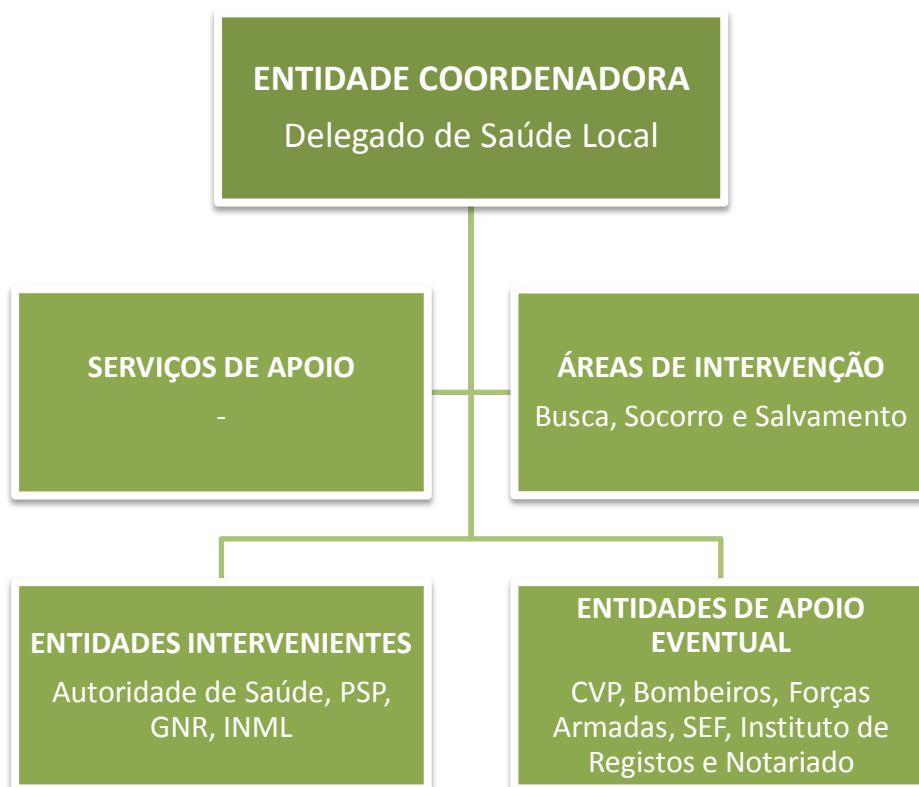 ENTIDADE COORDENADORA
Delegado de Saúde Local
SERVIÇOS DE APOIO
-
ÁREAS DE INTERVENÇÃO
Busca, Socorro e Salvamento
ENTIDADES INTERVENIENTES
Autoridade de Saúde, PSP,
GNR, INML
ENTIDADES DE APOIO
EVENTUAL
CVP, Bombeiros, Forças
Armadas, SEF, Instituto de
Registos e Notariado